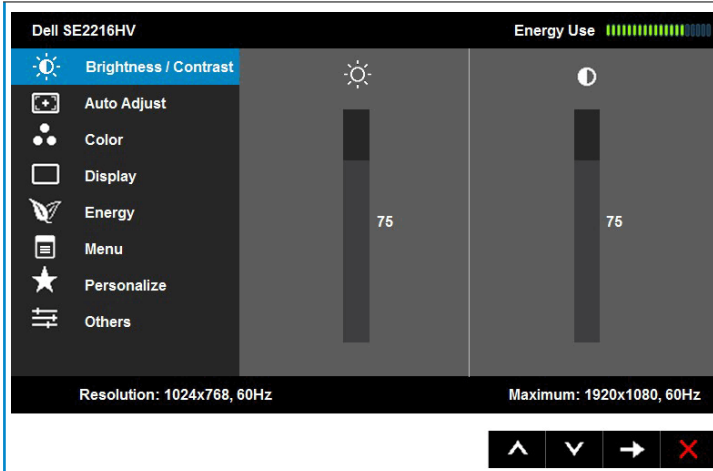 Dell SE2216HV Energy Use
Brightness / Contrast
Auto Adjust
Color
Display
Energy
75 75
Menu
Personalize
Others
Resolution: 1024x768, 60Hz Maximum: 1920x1080, 60Hz